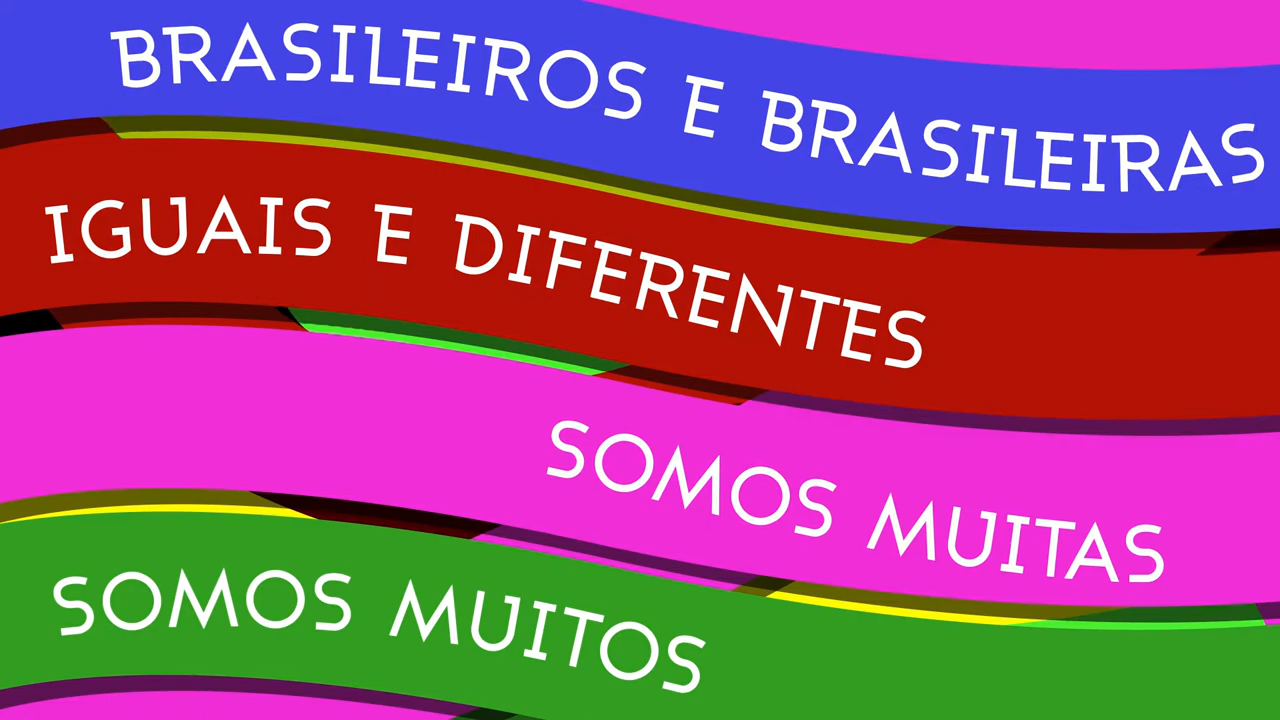 BRASILEIROS E BRASILEIRAS
IGUAIS E DIFERENTES
SOMOS MUITAS
SOMOS MUITOS